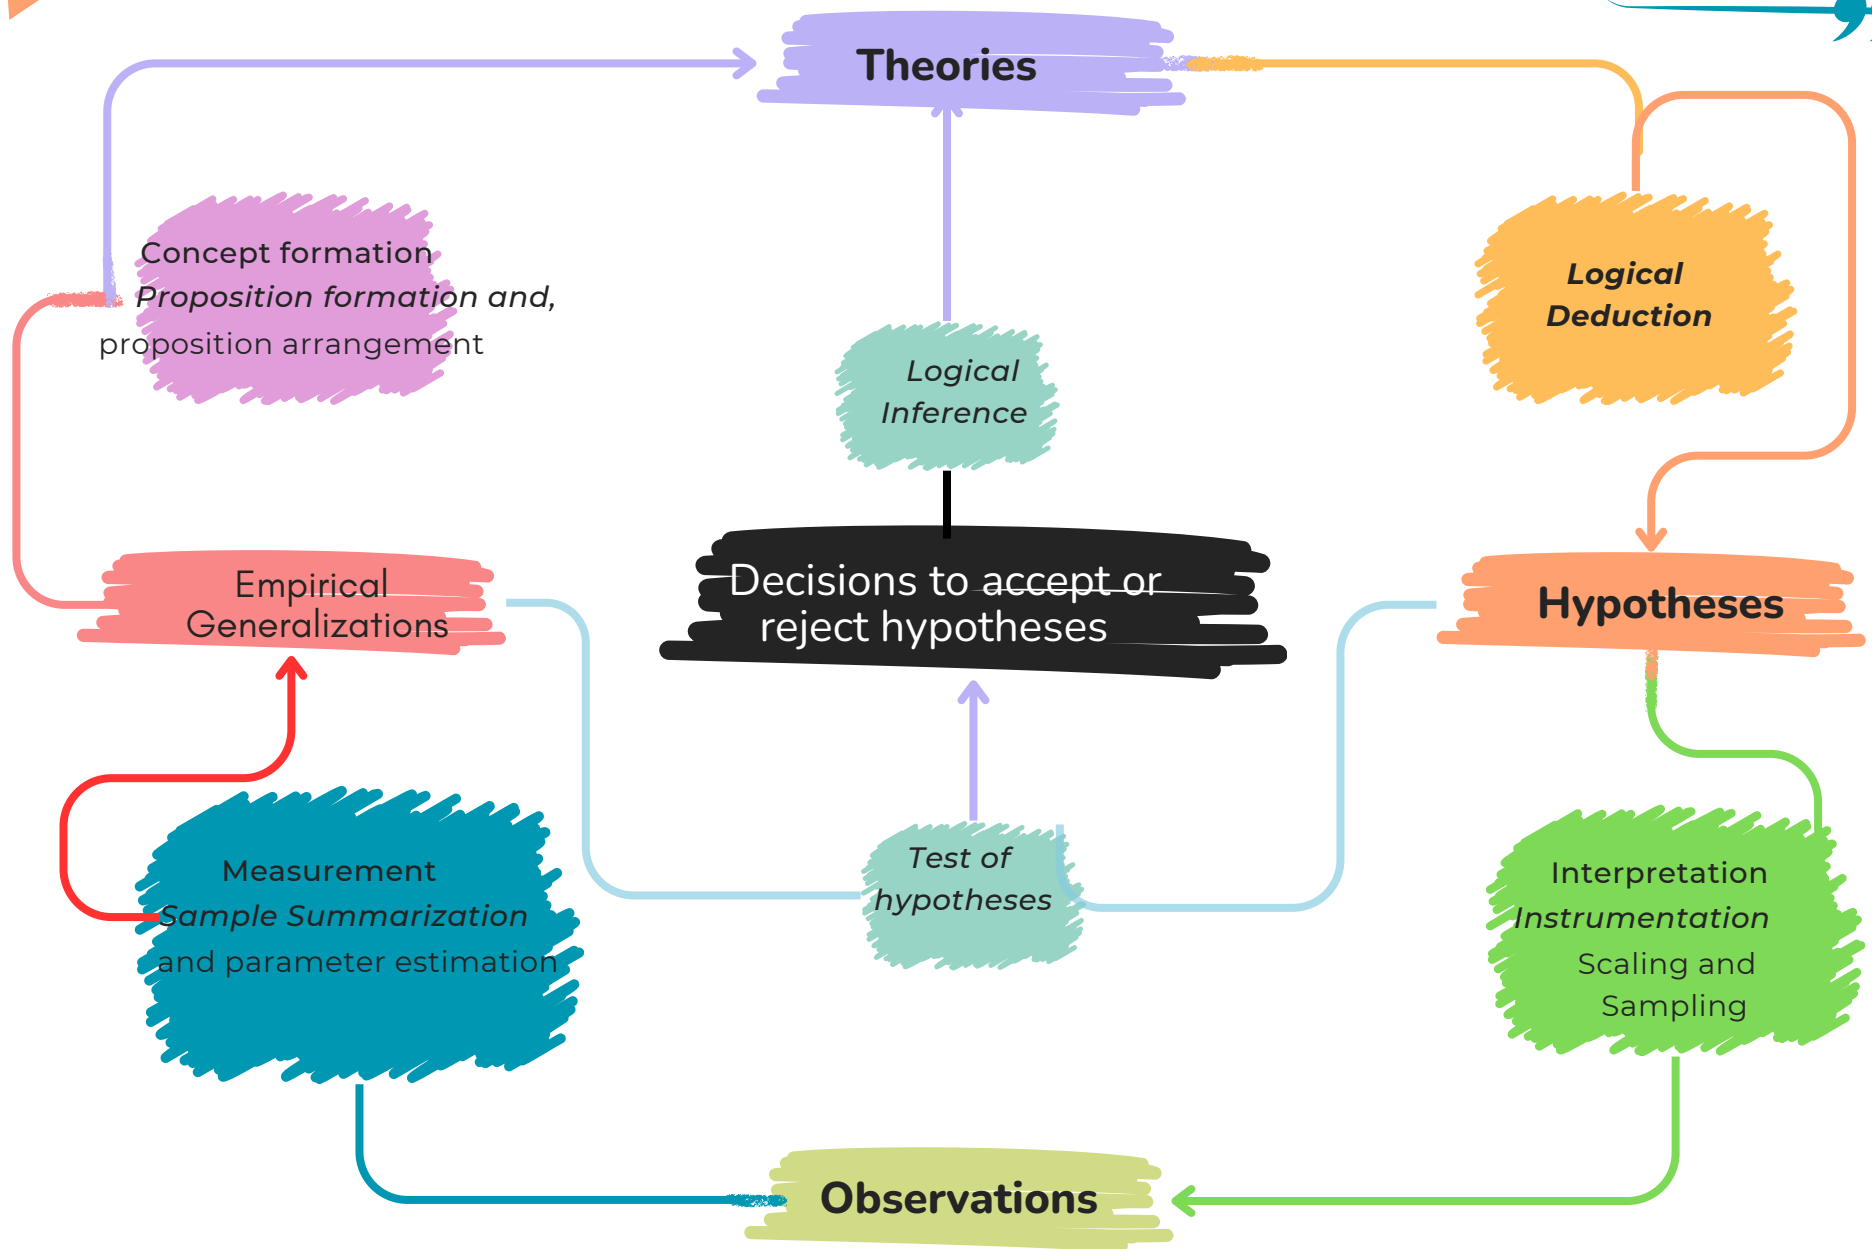 Theories
Concept formation
Proposition formation and,
proposition arrangement
Logical
Deduction
Logical
Inference
Empirical
Generalizations
Decisions to accept or
reject hypotheses
Hypotheses
Measurement
Sample Summarization
and parameter estimation
Test of
hypotheses
Interpretation
Instrumentation
Scaling and
Sampling
Observations